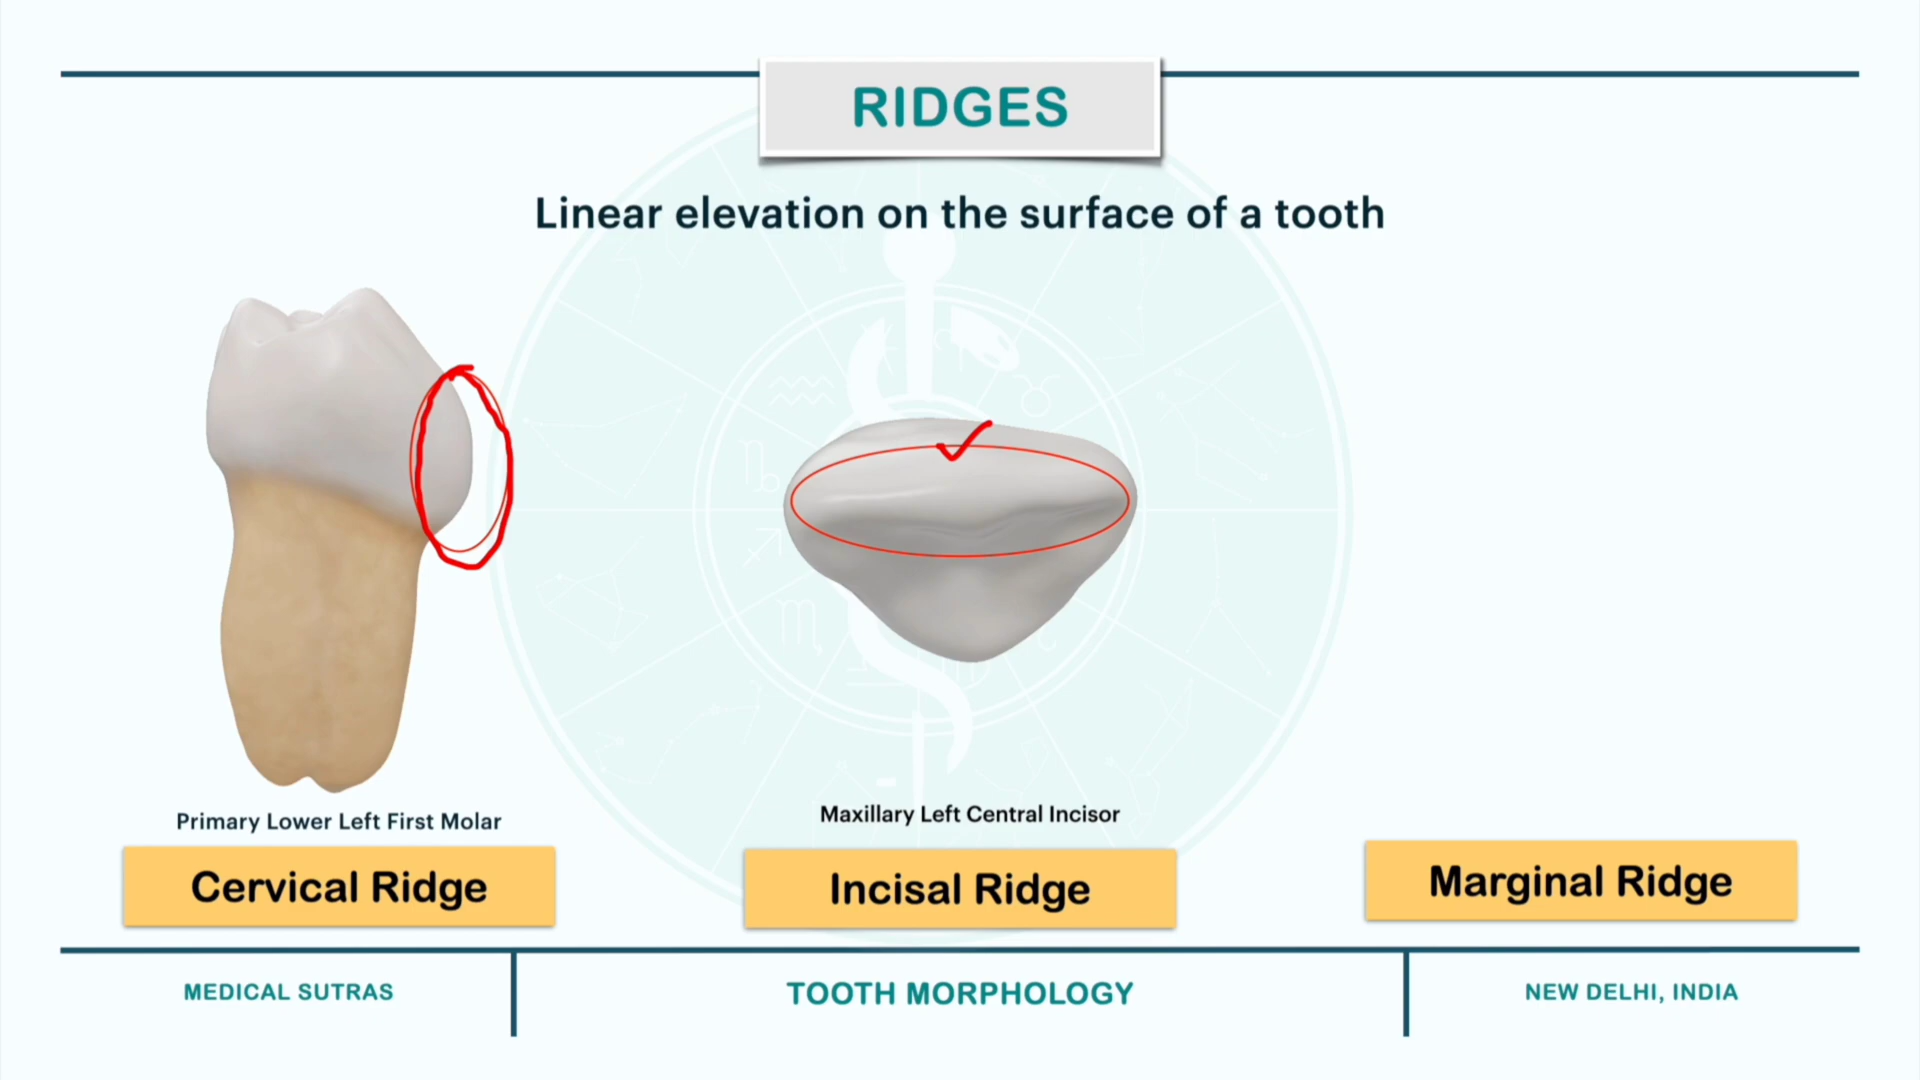 RIDGES
Linear elevation on the surface of a tooth
Primary Lower Left First Molar
Cervical Ridge
Maxillary Left Central Incisor
Incisal Ridge
Marginal Ridge
MEDICAL SUTRAS
TOOTH MORPHOLOGY
NEW DELHI, INDIA